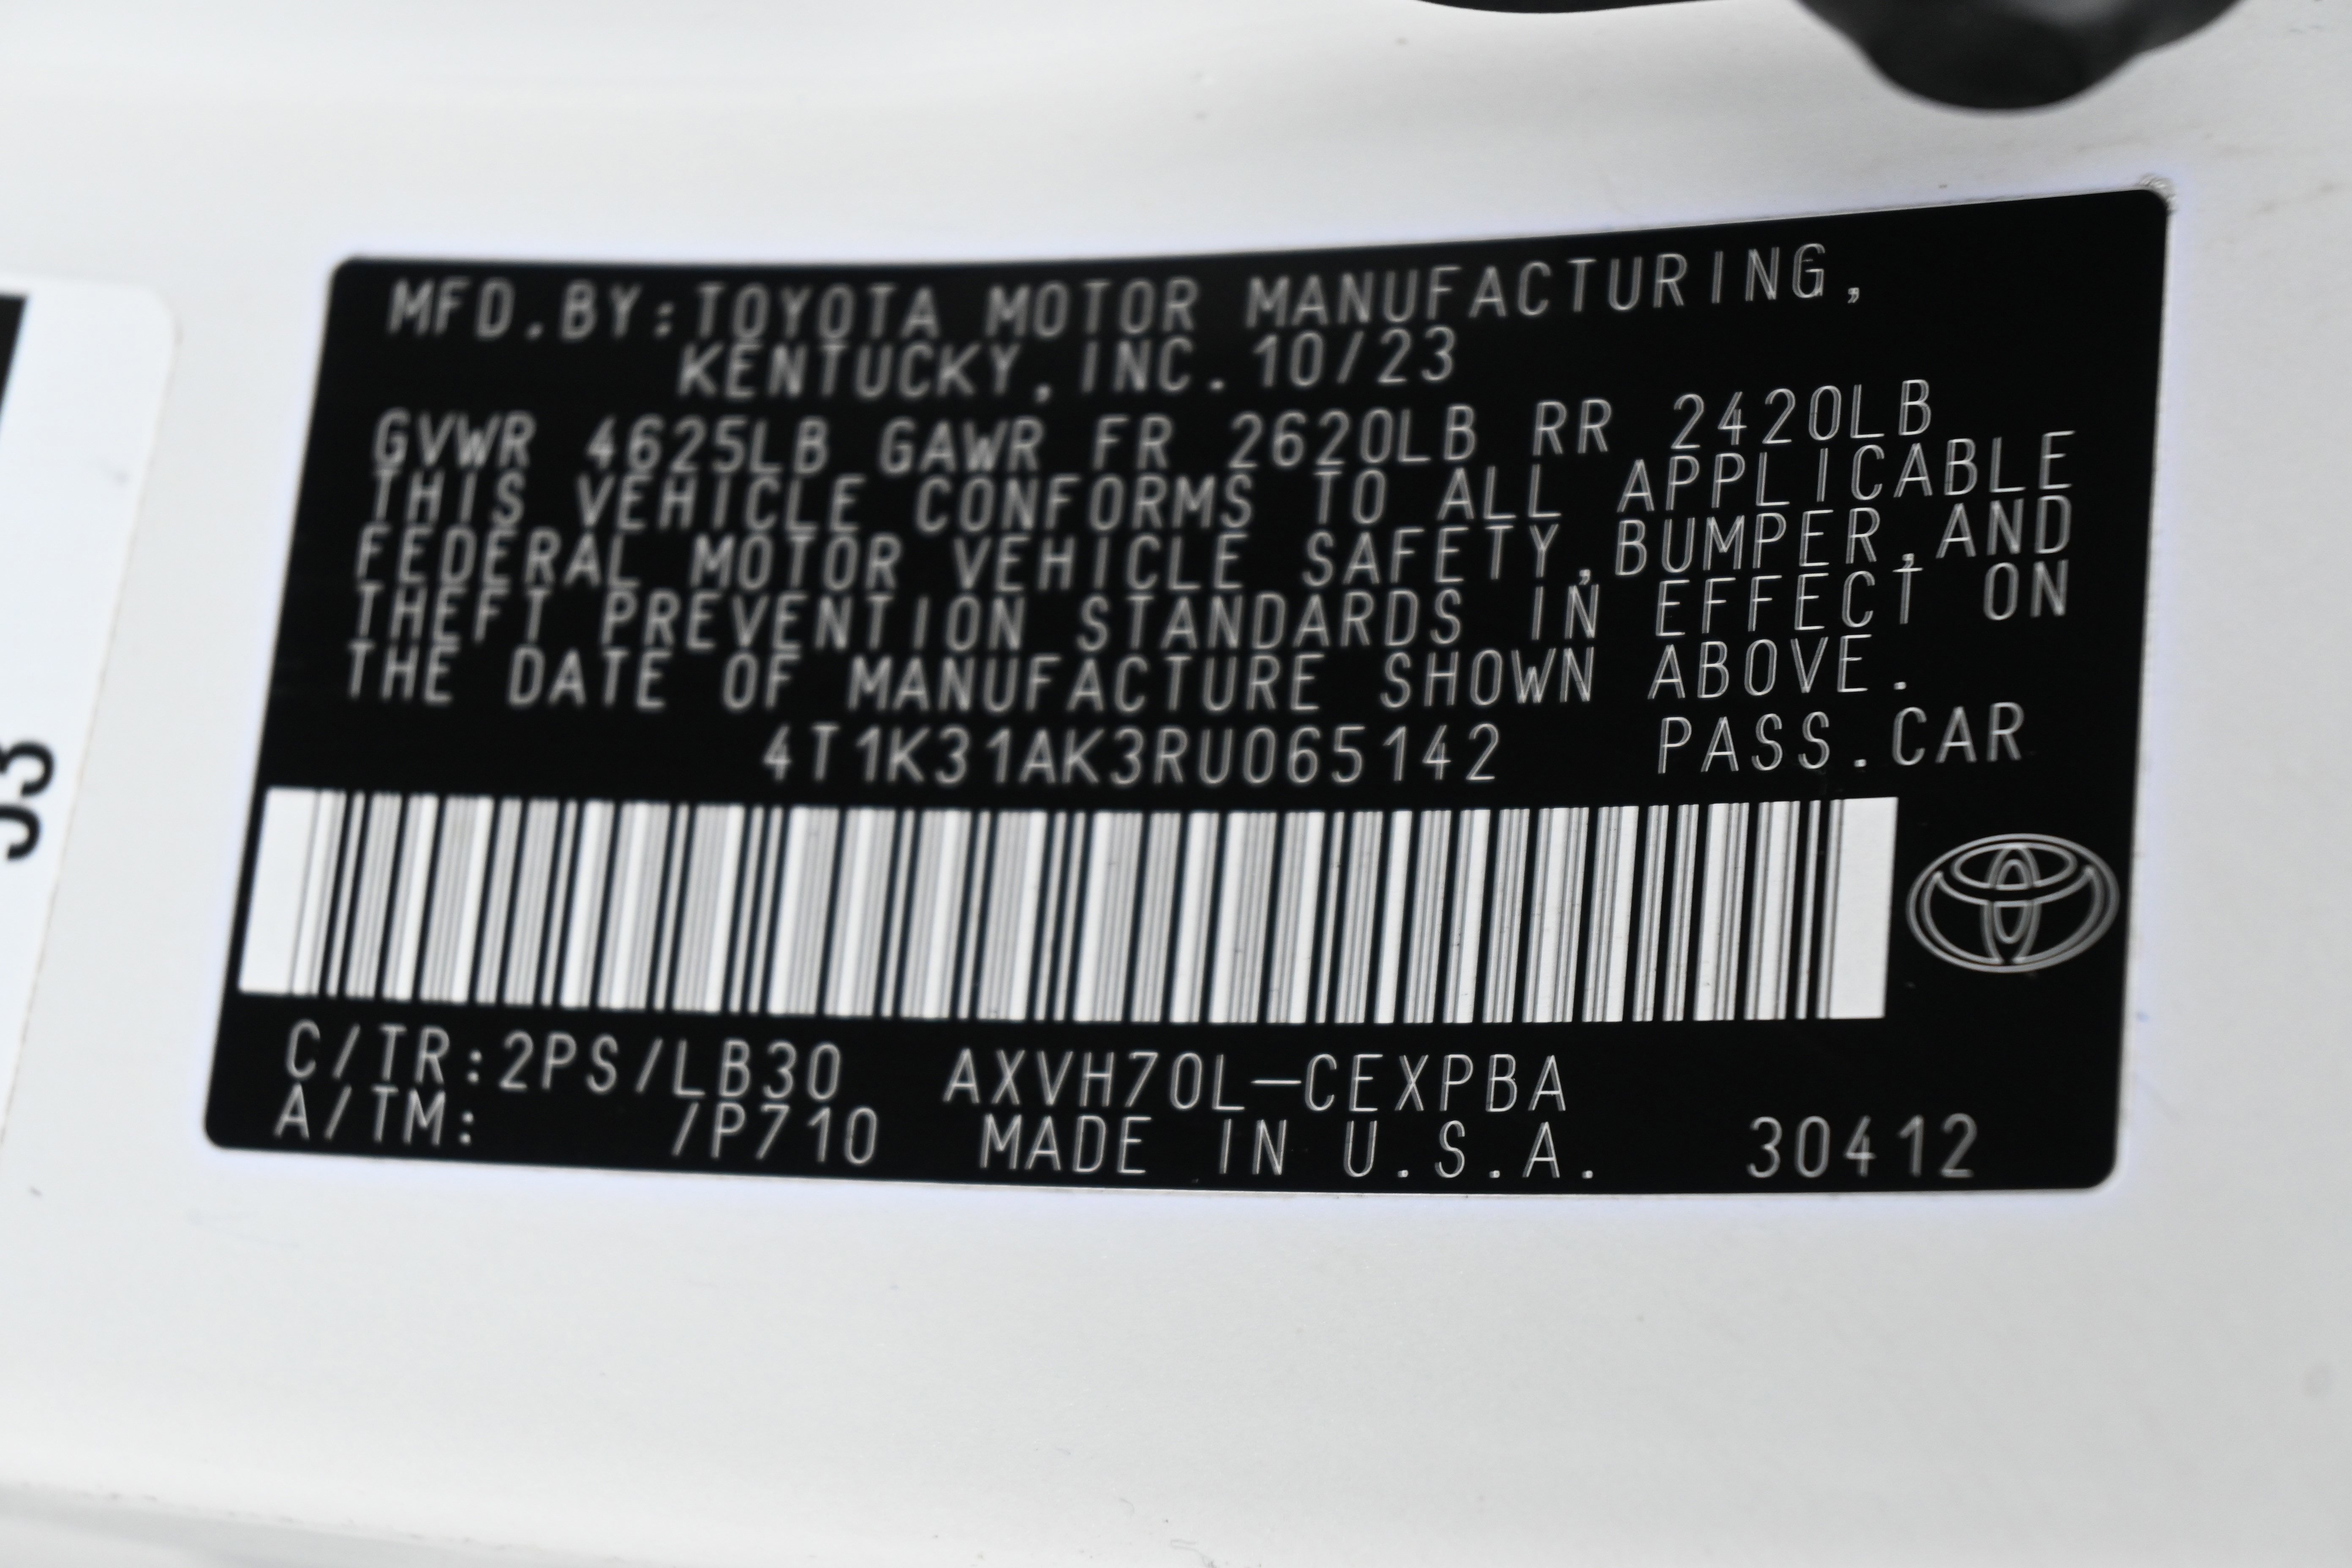 MFD.BY:TOYOTA MOTOR MANUFACTURING,
KENTUCKY,INC.10/23
GVWR 4625LB GAWR FR 2620LB RR 2420LB
THIS VEHICLE CONFORMS TO ALL APPLICABLE
FEDERAL MOTOR VEHICLE SAFETY,BUMPER,AND
THEFT PREVENTION STANDARDS IN EFFECT ON
THE DATE OF MANUFACTURE SHOWN ABOVE.
4T1K31AK3RU065142 PASS.CAR
C/TR:2PS/LB30 AXVH70L-CEXPBA
A/TM: /P710 MADE IN U.S.A. 30412